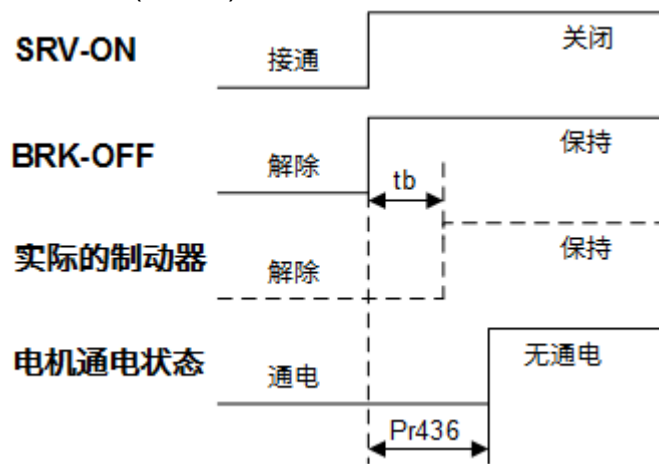 SRV-ON 接通 关闭
BRK-OFF 解除 保持
tb
实际的制动器 解除 保持
电机通电状态 通电 无通电
Pr436